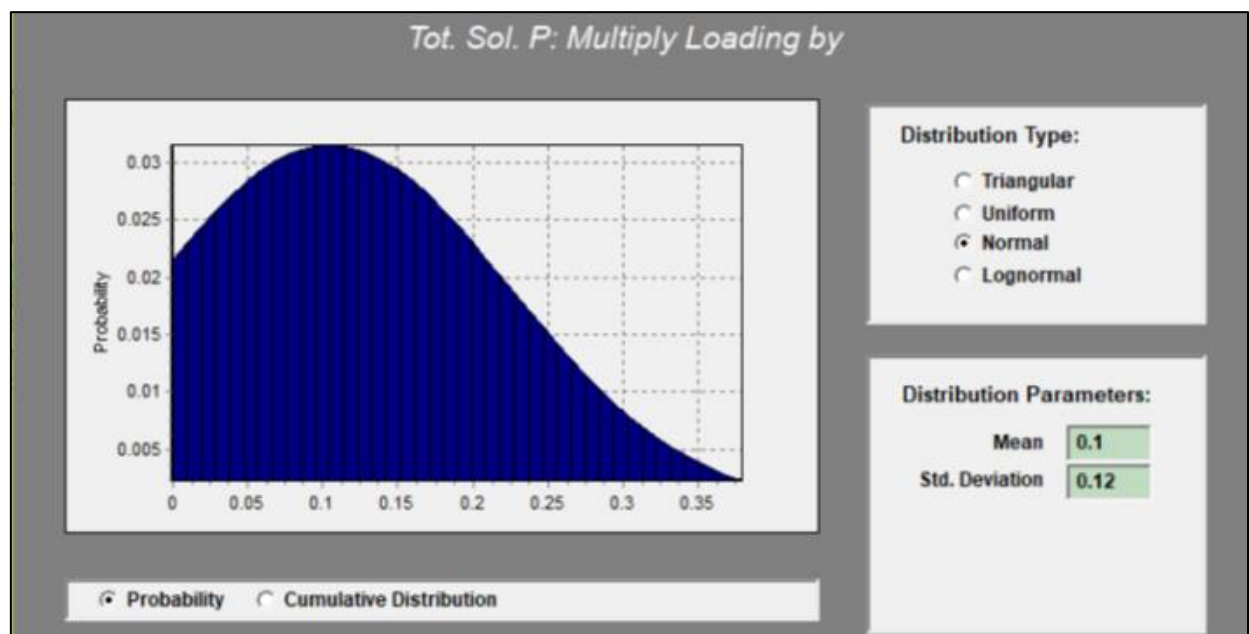 Tot. Sol. P: Multiply Loading by
Probability
0.03
0.025
0.02
0.015
0.01
0.005
0 0.05 0.1 0.15 0.2 0.25 0.3 0.35
Probability Cumulative Distribution
Distribution Type:
Triangular
Uniform
Normal
Lognormal
Distribution Parameters:
Mean 0.1
Std. Deviation 0.12